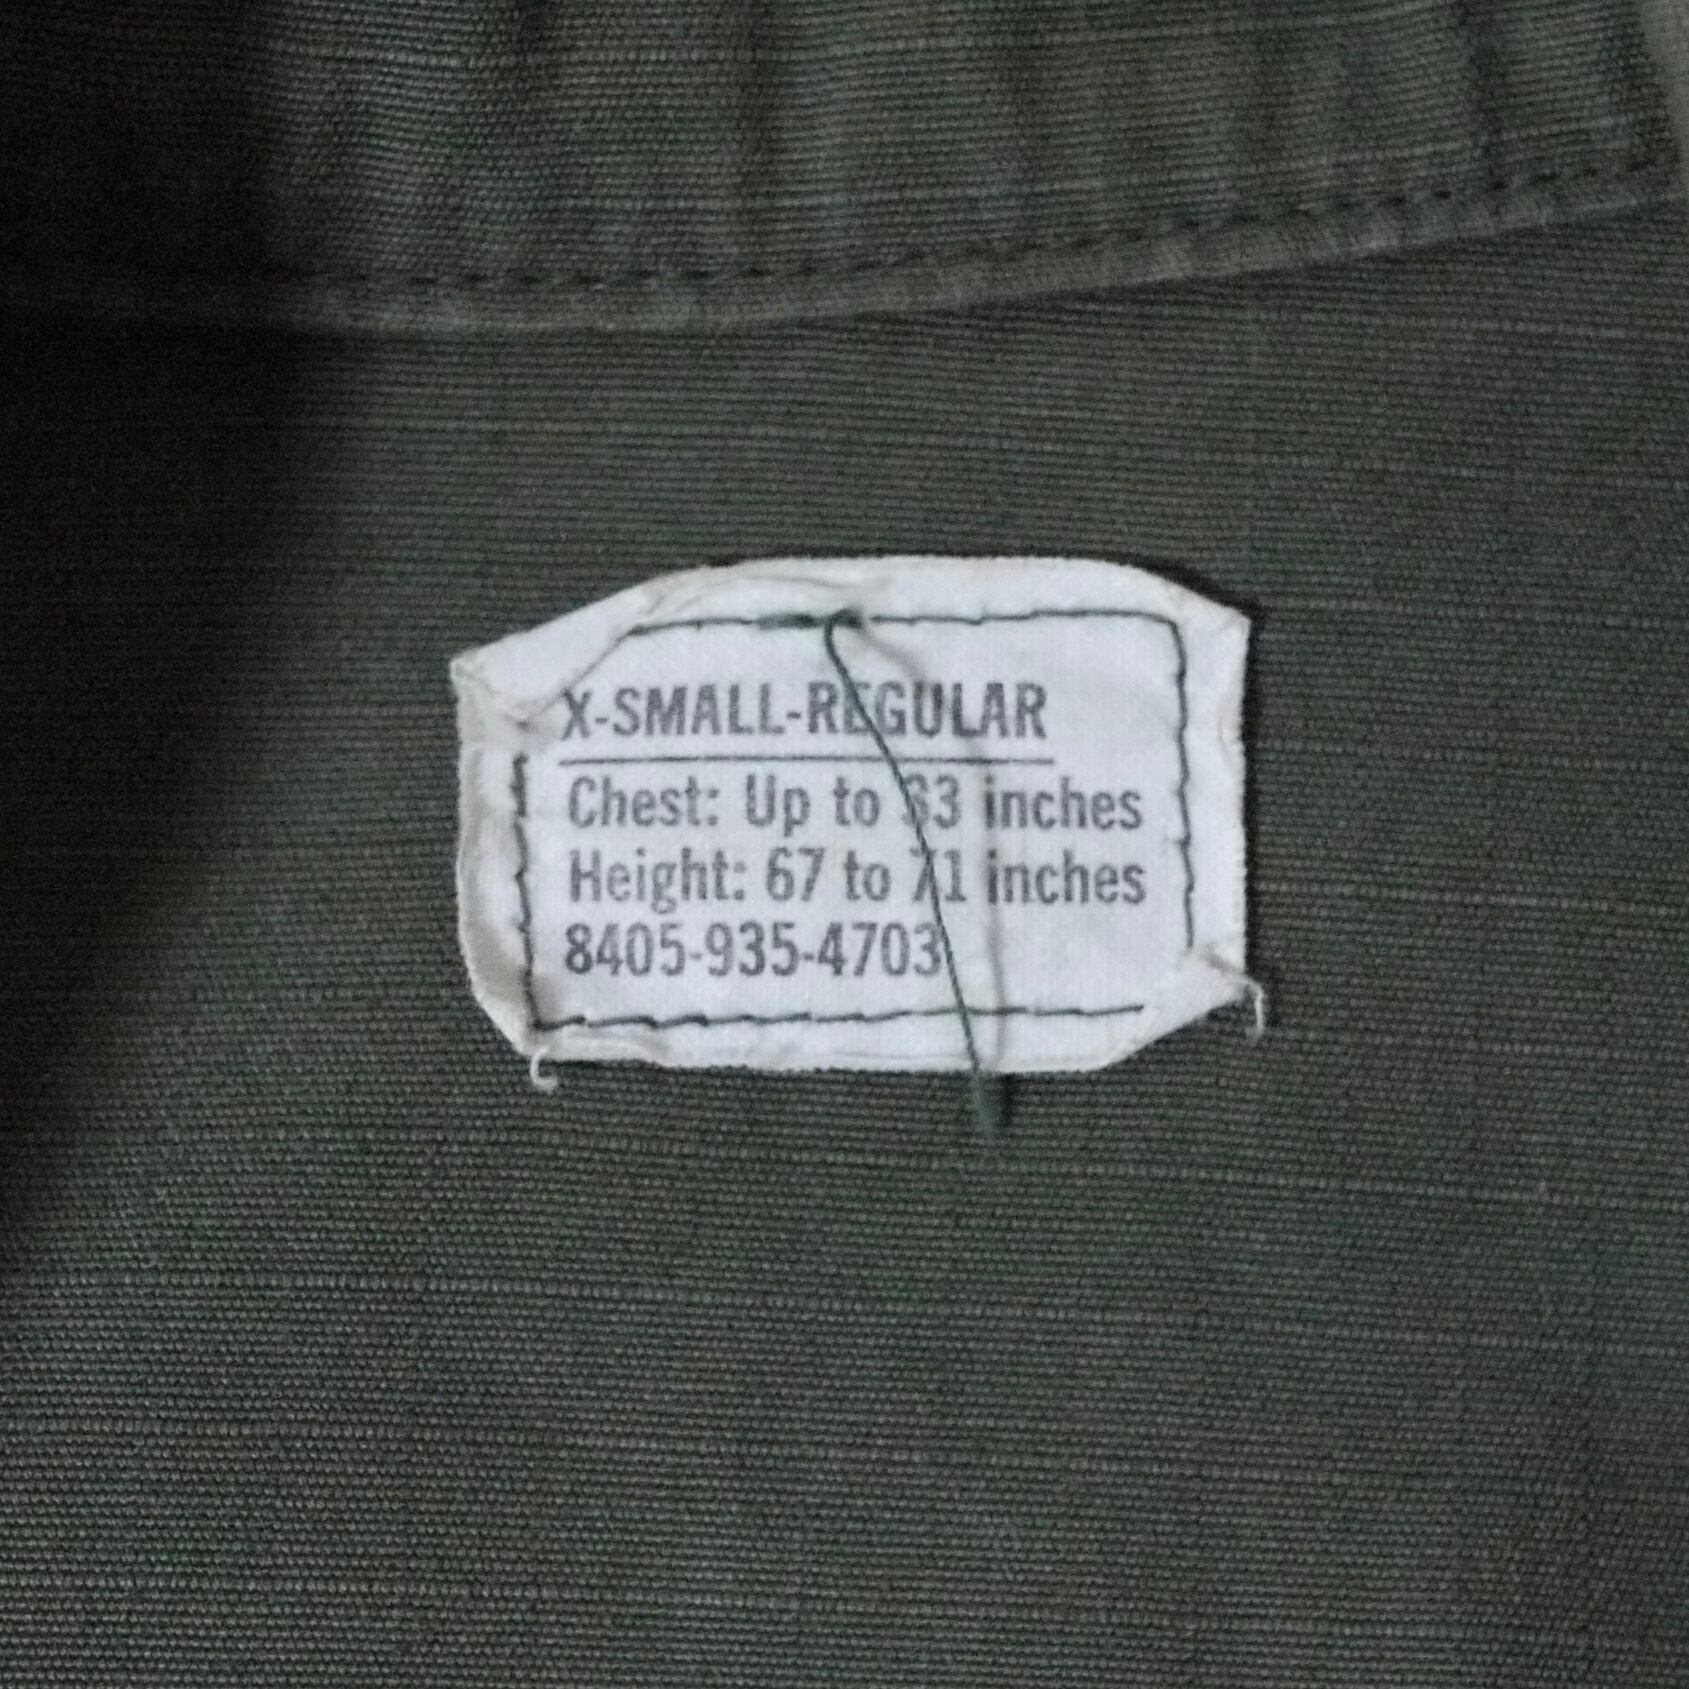 X-SMALL-REGULAR
Chest: Up to 33 inches
Height: 67 to 71 inches
8405-935-4703